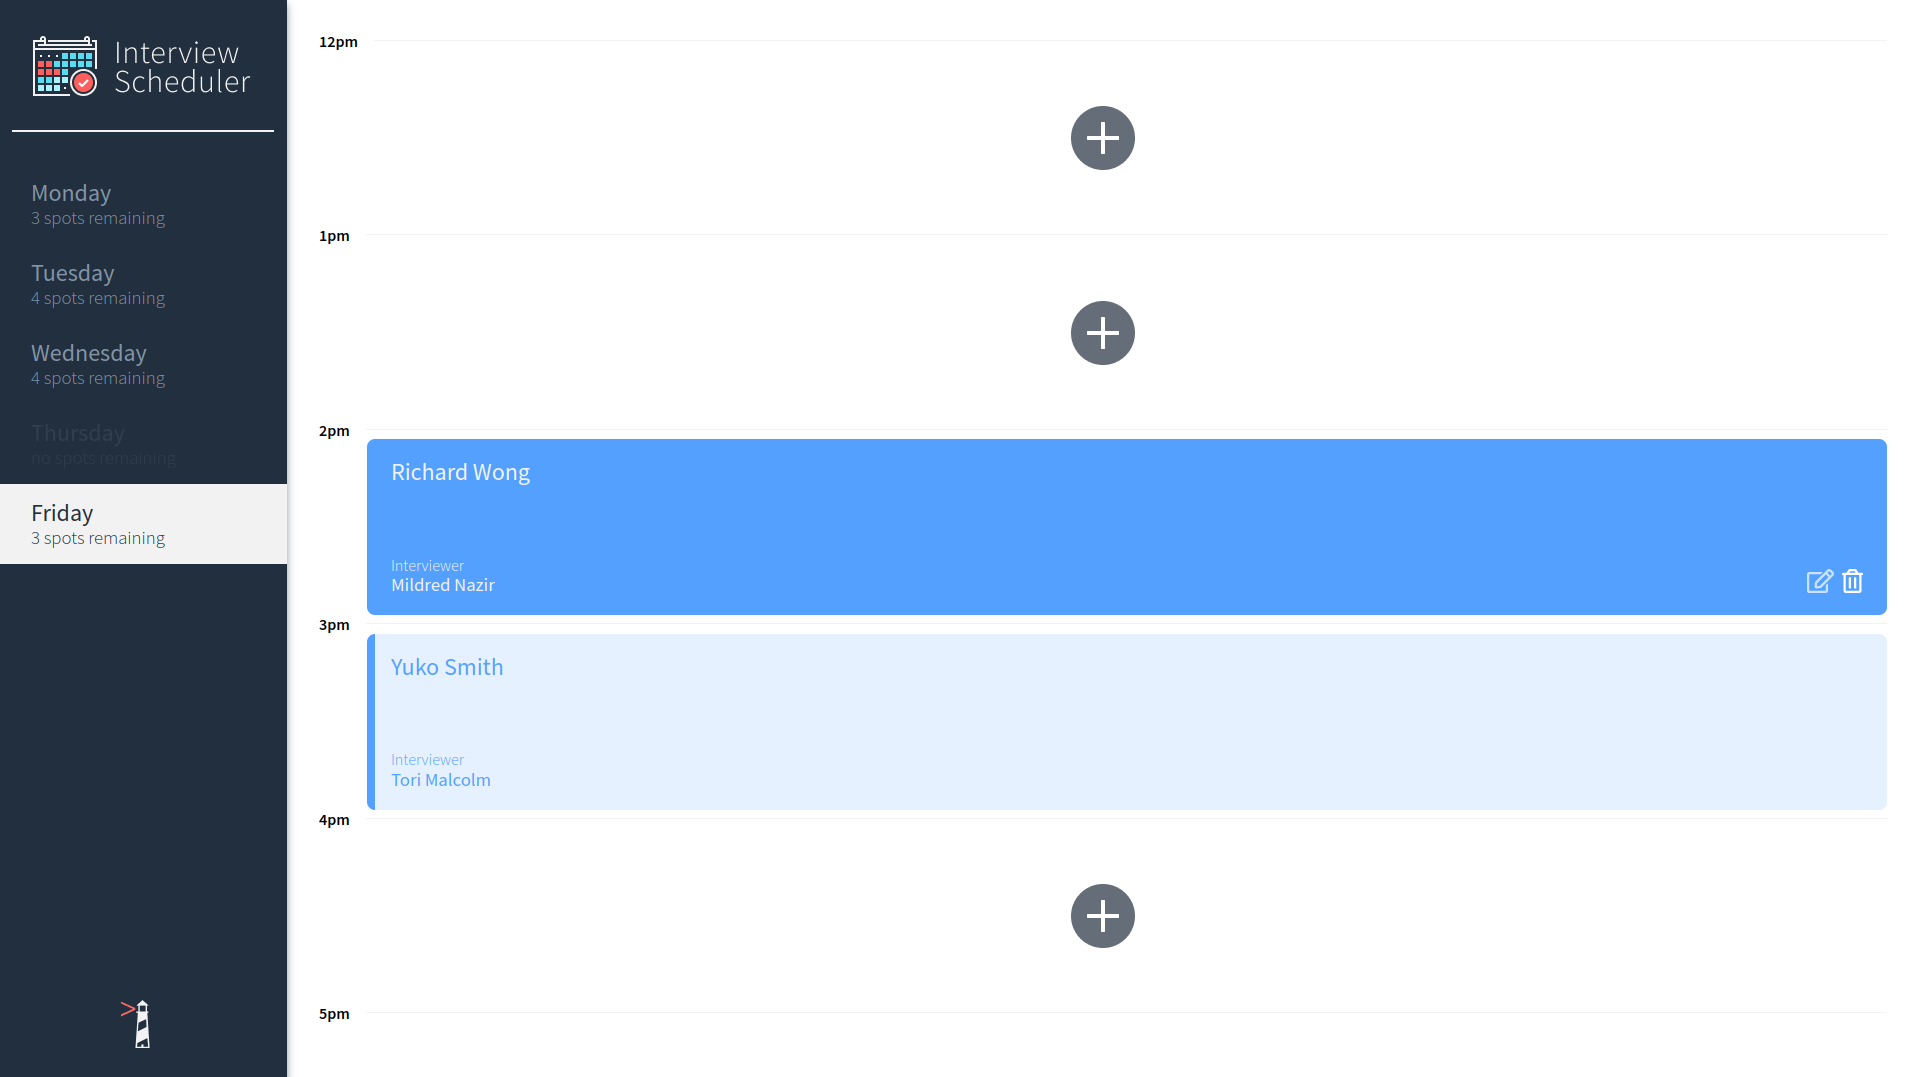 Interview
Scheduler
Monday
3 spots remaining
Tuesday
4 spots remaining
Wednesday
4 spots remaining
Thursday
no spots remaining
Friday
3 spots remaining
12pm
1pm
2pm
Richard Wong
Interviewer
Mildred Nazir
3pm
Yuko Smith
Interviewer
Tori Malcolm
4pm
5pm